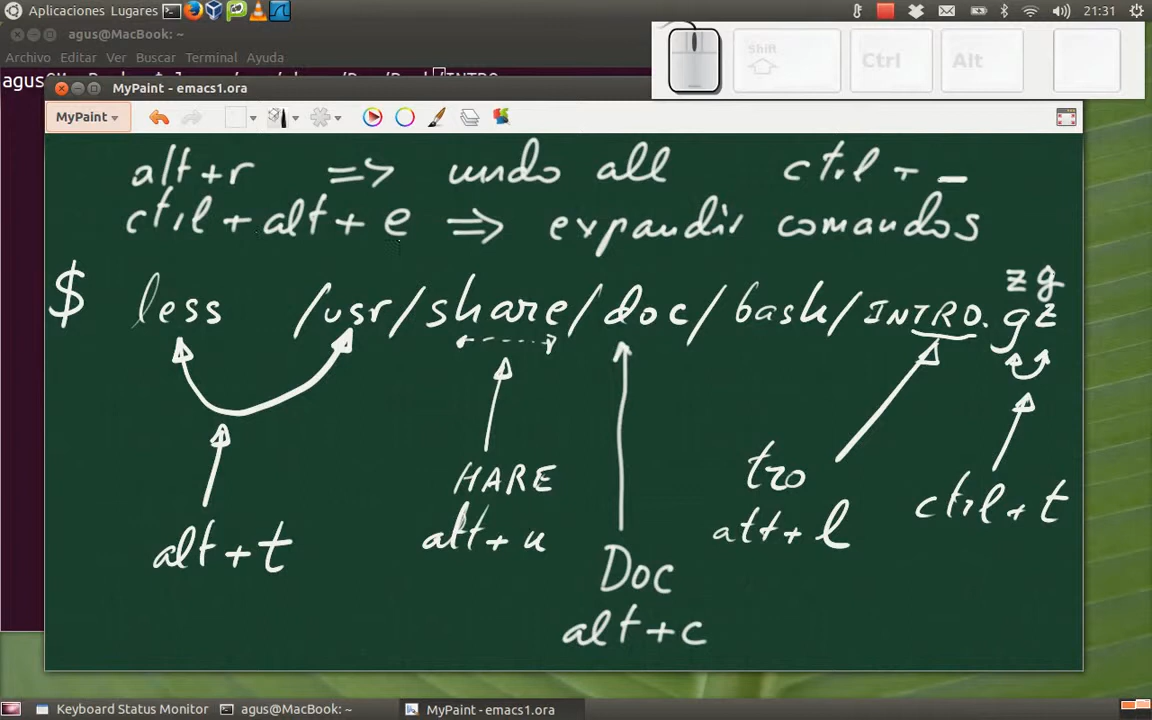 Aplicaciones Lugares 21:31
agus@MacBook: ~
Archivo Editar Ver Buscar Terminal Ayuda
Shift Ctrl Alt
MyPaint - emacs1.ora
MyPaint
alt+r => undo all ctrl - _
ctrl+alt+e => expandir comandos
zg
$ less /usr/share/doc/bash/INTRO.gz
HARE tro ctrl+t
alt+t alt+u alt+l
Doc
alt+c
Keyboard Status Monitor agus@MacBook: ~ MyPaint - emacs1.ora